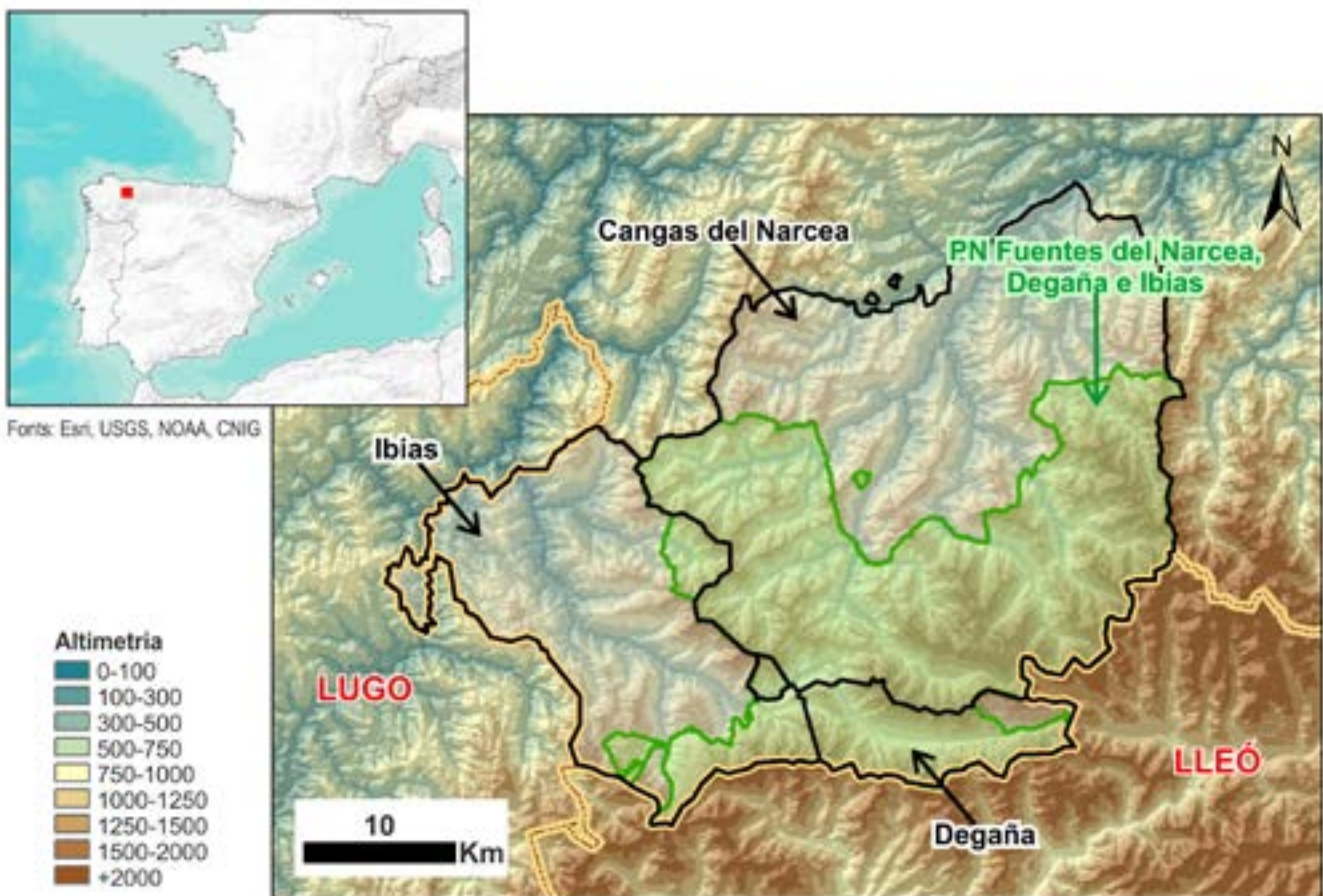 Fonts: Esri, USGS, NOAA, CNIG
N
Cangas del Narcea
PN Fuentes del Narcea,
Degaña e Ibias
Ibias
LUGO
LLEÓ
Degaña
Altimetria
0-100
100-300
300-500
500-750
750-1000
1000-1250
1250-1500
1500-2000
+2000
10
Km